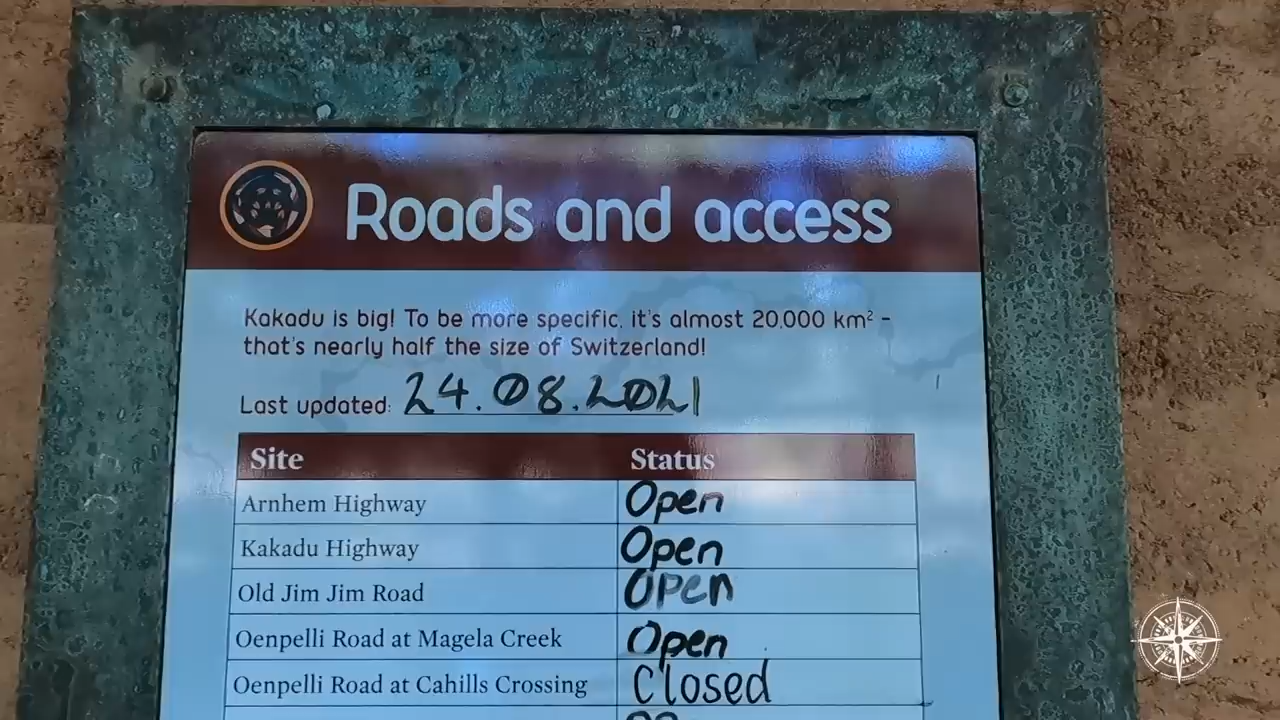 Roads and access
Kakadu is big! To be more specific, it's almost 20,000 km² -
that's nearly half the size of Switzerland!
Last updated: 24.08.2021
Site Status
Arnhem Highway Open
Kakadu Highway Open
Old Jim Jim Road Open
Oenpelli Road at Magela Creek Open
Oenpelli Road at Cahills Crossing Closed